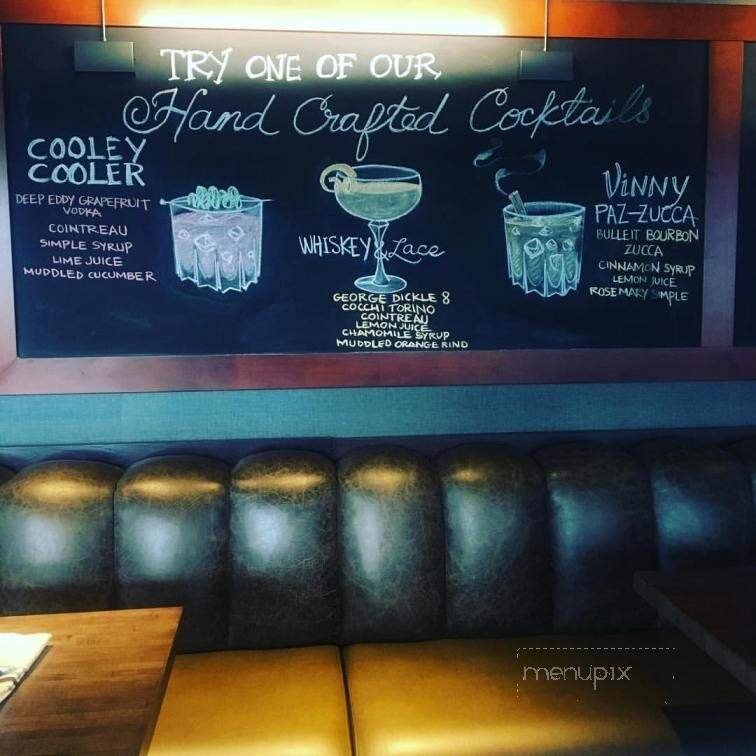 TRY ONE OF OUR
Hand Crafted Cocktails
COOLEY
COOLER
DEEP EDDY GRAPEFRUIT
VODKA
COINTREAU
SIMPLE SYRUP
LIME JUICE
MUDDLED CUCUMBER
WHISKEY & Lace
GEORGE DICKLE 8
COCCHI TORINO
COINTREAU
LEMON JUICE
CHAMOMILE SYRUP
MUDDLED ORANGE RIND
VINNY
PAZ-ZUCCA
BULLEIT BOURBON
ZUCCA
CINNAMON SYRUP
LEMON JUICE
ROSEMARY SIMPLE
menupix